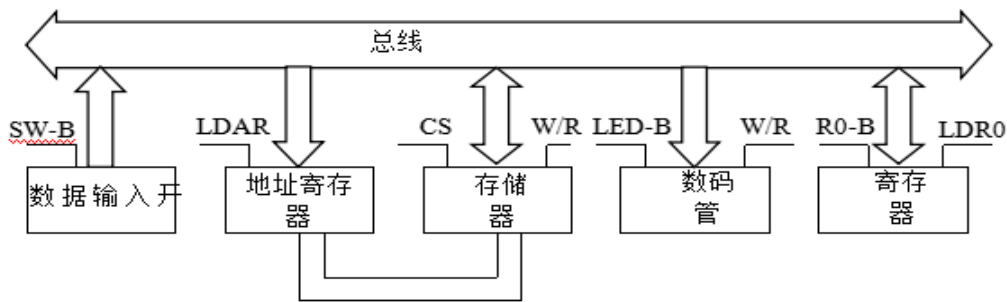 总线
SW-B
LDAR
CS
W/R
LED-B
W/R
R0-B
LDR0
数据输入开
地址寄存
器
存储
器
数码
管
寄存
器